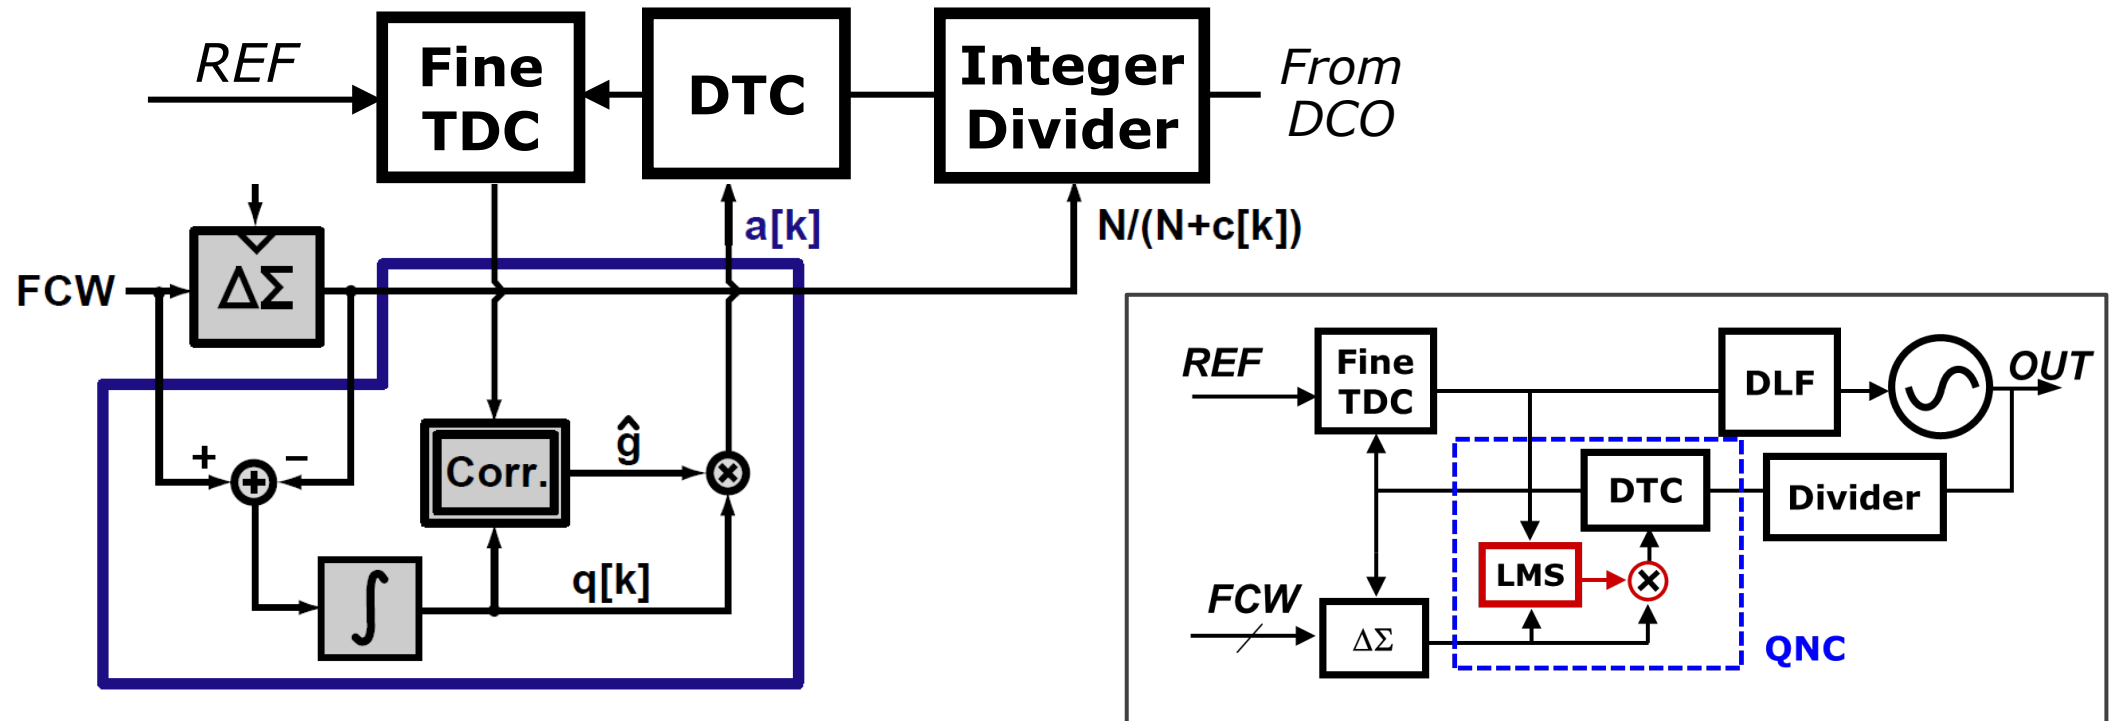 REF
Fine
TDC
DTC
Integer
Divider
From
DCO
a[k]
N/(N+c[k])
FCW
ΔΣ
+
−
+
Corr.
ĝ
×
∫
q[k]
REF
Fine
TDC
DLF
OUT
DTC
Divider
LMS
×
FCW
ΔΣ
QNC